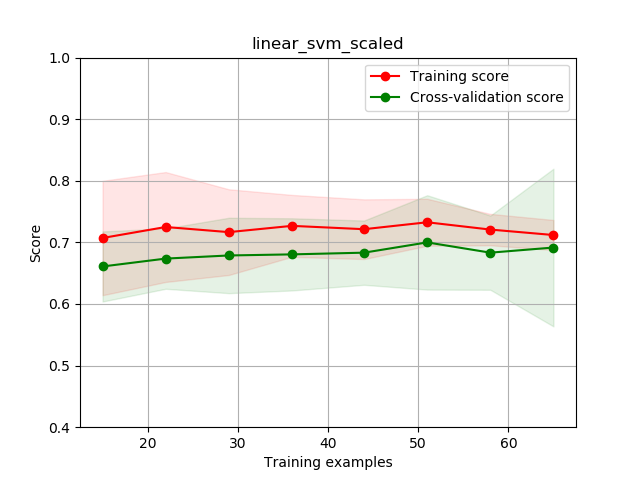 linear_svm_scaled
Training score
Cross-validation score
1.0
0.9
0.8
0.7
0.6
0.5
0.4
Score
20 30 40 50 60
Training examples